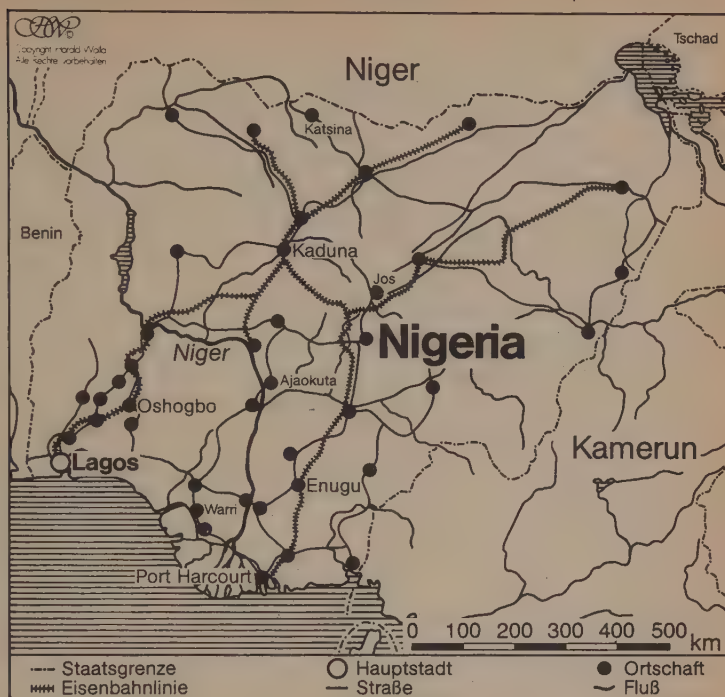 Copyright Harald Walla
Alle Rechte vorbehalten
Tschad
Niger
Katsina
Benin
Kaduna
Jos
Nigeria
Niger
Ajaokuta
Oshogbo
Kamerun
Lagos
Enugu
Warri
Port Harcourt
0 100 200 300 400 500 km
Staatsgrenze Hauptstadt Ortschaft
Eisenbahnlinie Straße Fluß